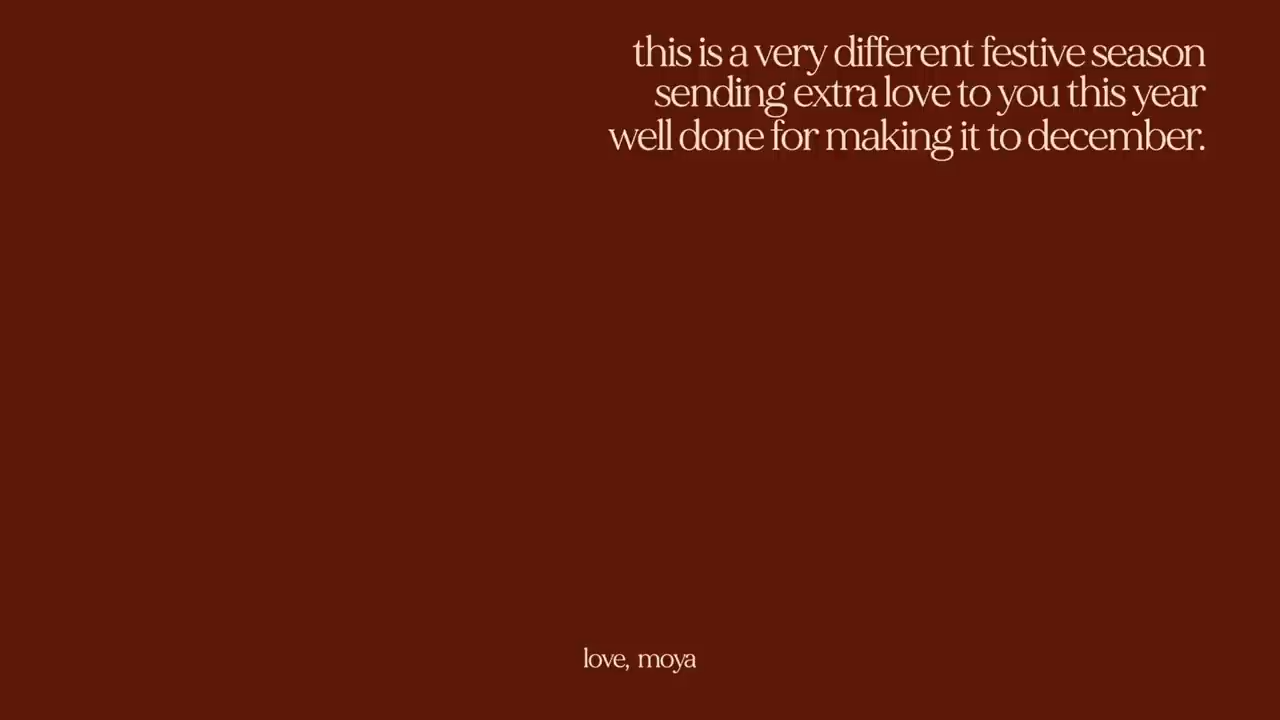 this is a very different festive season
sending extra love to you this year
well done for making it to december.
love, moya